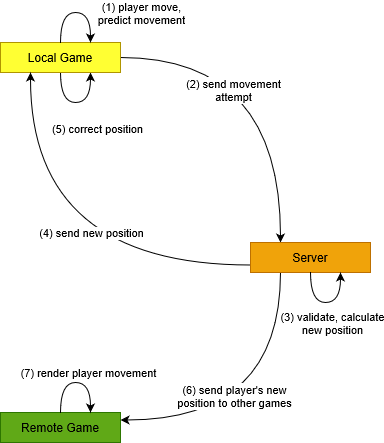 (1) player move,
predict movement
Local Game
(2) send movement
attempt
(5) correct position
(4) send new position
Server
(3) validate, calculate
new position
(7) render player movement
(6) send player's new
position to other games
Remote Game